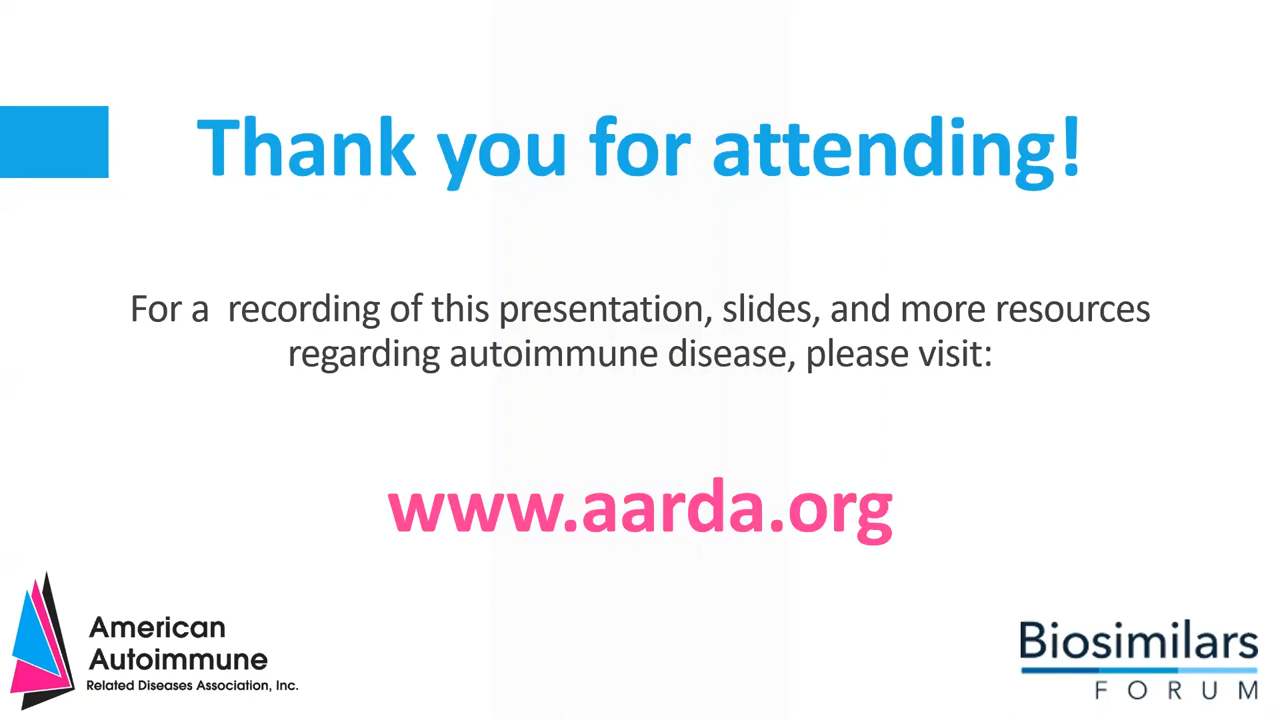 Thank you for attending!
For a  recording of this presentation, slides, and more resources
regarding autoimmune disease, please visit:
www.aarda.org
American
Autoimmune
Related Diseases Association, Inc.
Biosimilars
FORUM